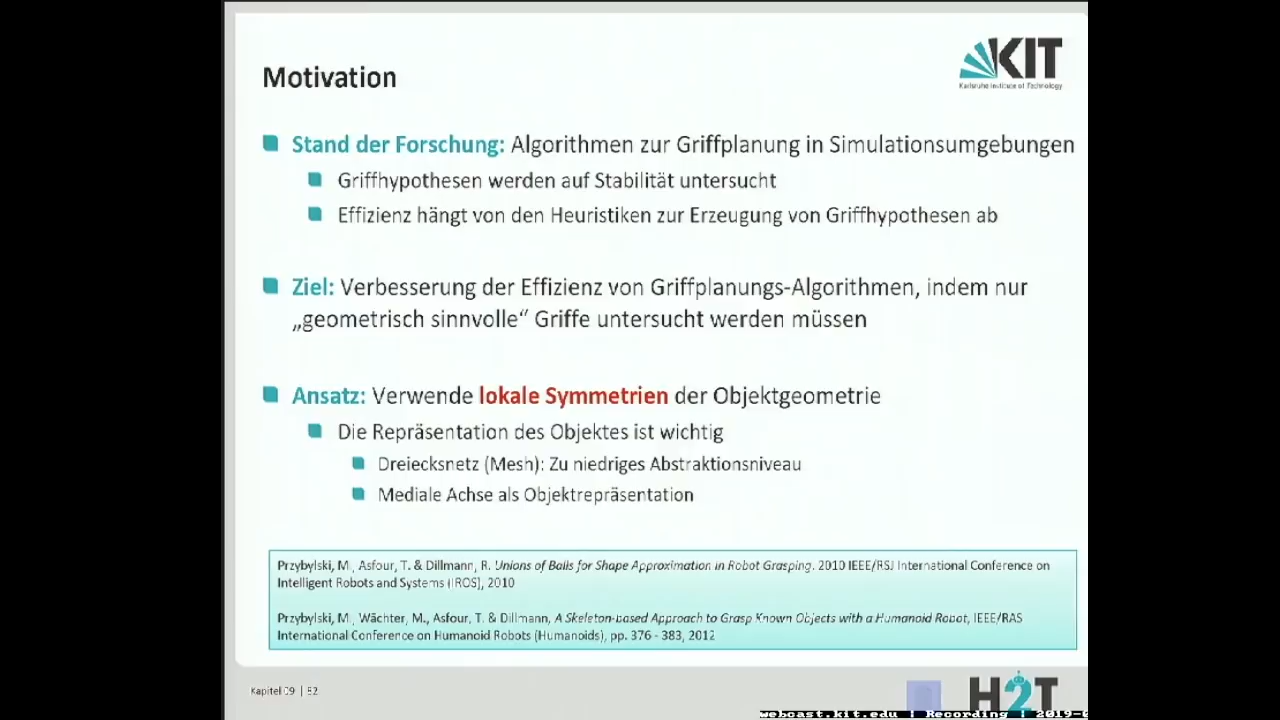 KIT
Karlsruhe Institute of Technology
Motivation
Stand der Forschung: Algorithmen zur Griffplanung in Simulationsumgebungen
Griffhypothesen werden auf Stabilität untersucht
Effizienz hängt von den Heuristiken zur Erzeugung von Griffhypothesen ab
Ziel: Verbesserung der Effizienz von Griffplanungs-Algorithmen, indem nur
„geometrisch sinnvolle“ Griffe untersucht werden müssen
Ansatz: Verwende lokale Symmetrien der Objektgeometrie
Die Repräsentation des Objektes ist wichtig
Dreiecksnetz (Mesh): Zu niedriges Abstraktionsniveau
Mediale Achse als Objektrepräsentation
Przybylski, M., Asfour, T. & Dillmann, R. Unions of Balls for Shape Approximation in Robot Grasping. 2010 IEEE/RSJ International Conference on
Intelligent Robots and Systems (IROS), 2010
Przybylski, M., Wächter, M., Asfour, T. & Dillmann, A Skeleton-based Approach to Grasp Known Objects with a Humanoid Robot, IEEE/RAS
International Conference on Humanoid Robots (Humanoids), pp. 376 - 383, 2012
Kapitel 09 |
H2T
webcast.kit.edu | Recording | 2019-